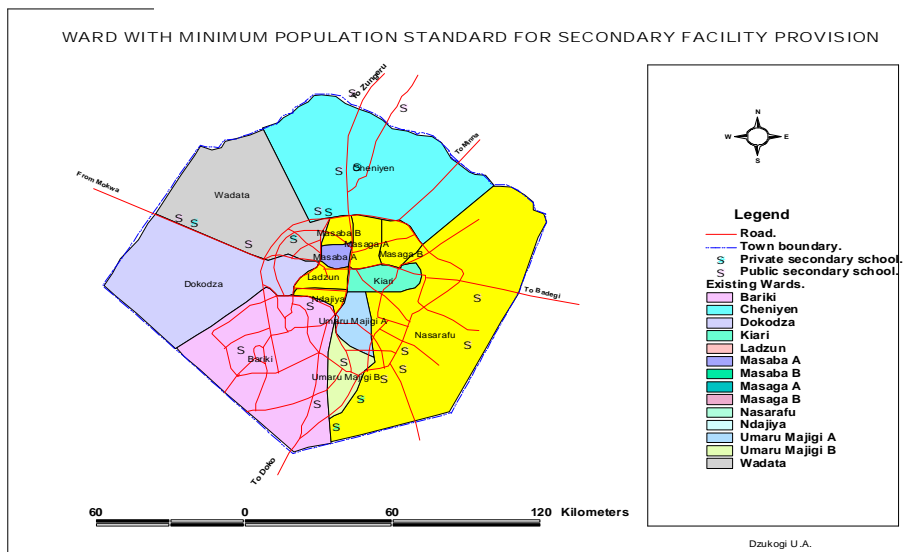 WARD WITH MINIMUM POPULATION STANDARD FOR SECONDARY FACILITY PROVISION
To Zungeru
S
S
To Minna
S
S
Cheniyen
From Mokwa
Wadata
S
S
S
S
S
S
Masaba B
Masaga A
Masaga B
Masaba A
Ladzun
Kiari
Dokodza
To Badegi
Ndajiya
S
S
Umaru Majigi A
Nasarafu
S
S
S
Bariki
S
S
Umaru Majigi B
S
S
S
S
To Doko
60
0
60
120 Kilometers
N
W
E
S
Legend
Road.
Town boundary.
S Private secondary school.
S Public secondary school.
Existing Wards.
Bariki
Cheniyen
Dokodza
Kiari
Ladzun
Masaba A
Masaba B
Masaga A
Masaga B
Nasarafu
Ndajiya
Umaru Majigi A
Umaru Majigi B
Wadata
Dzukogi U.A.